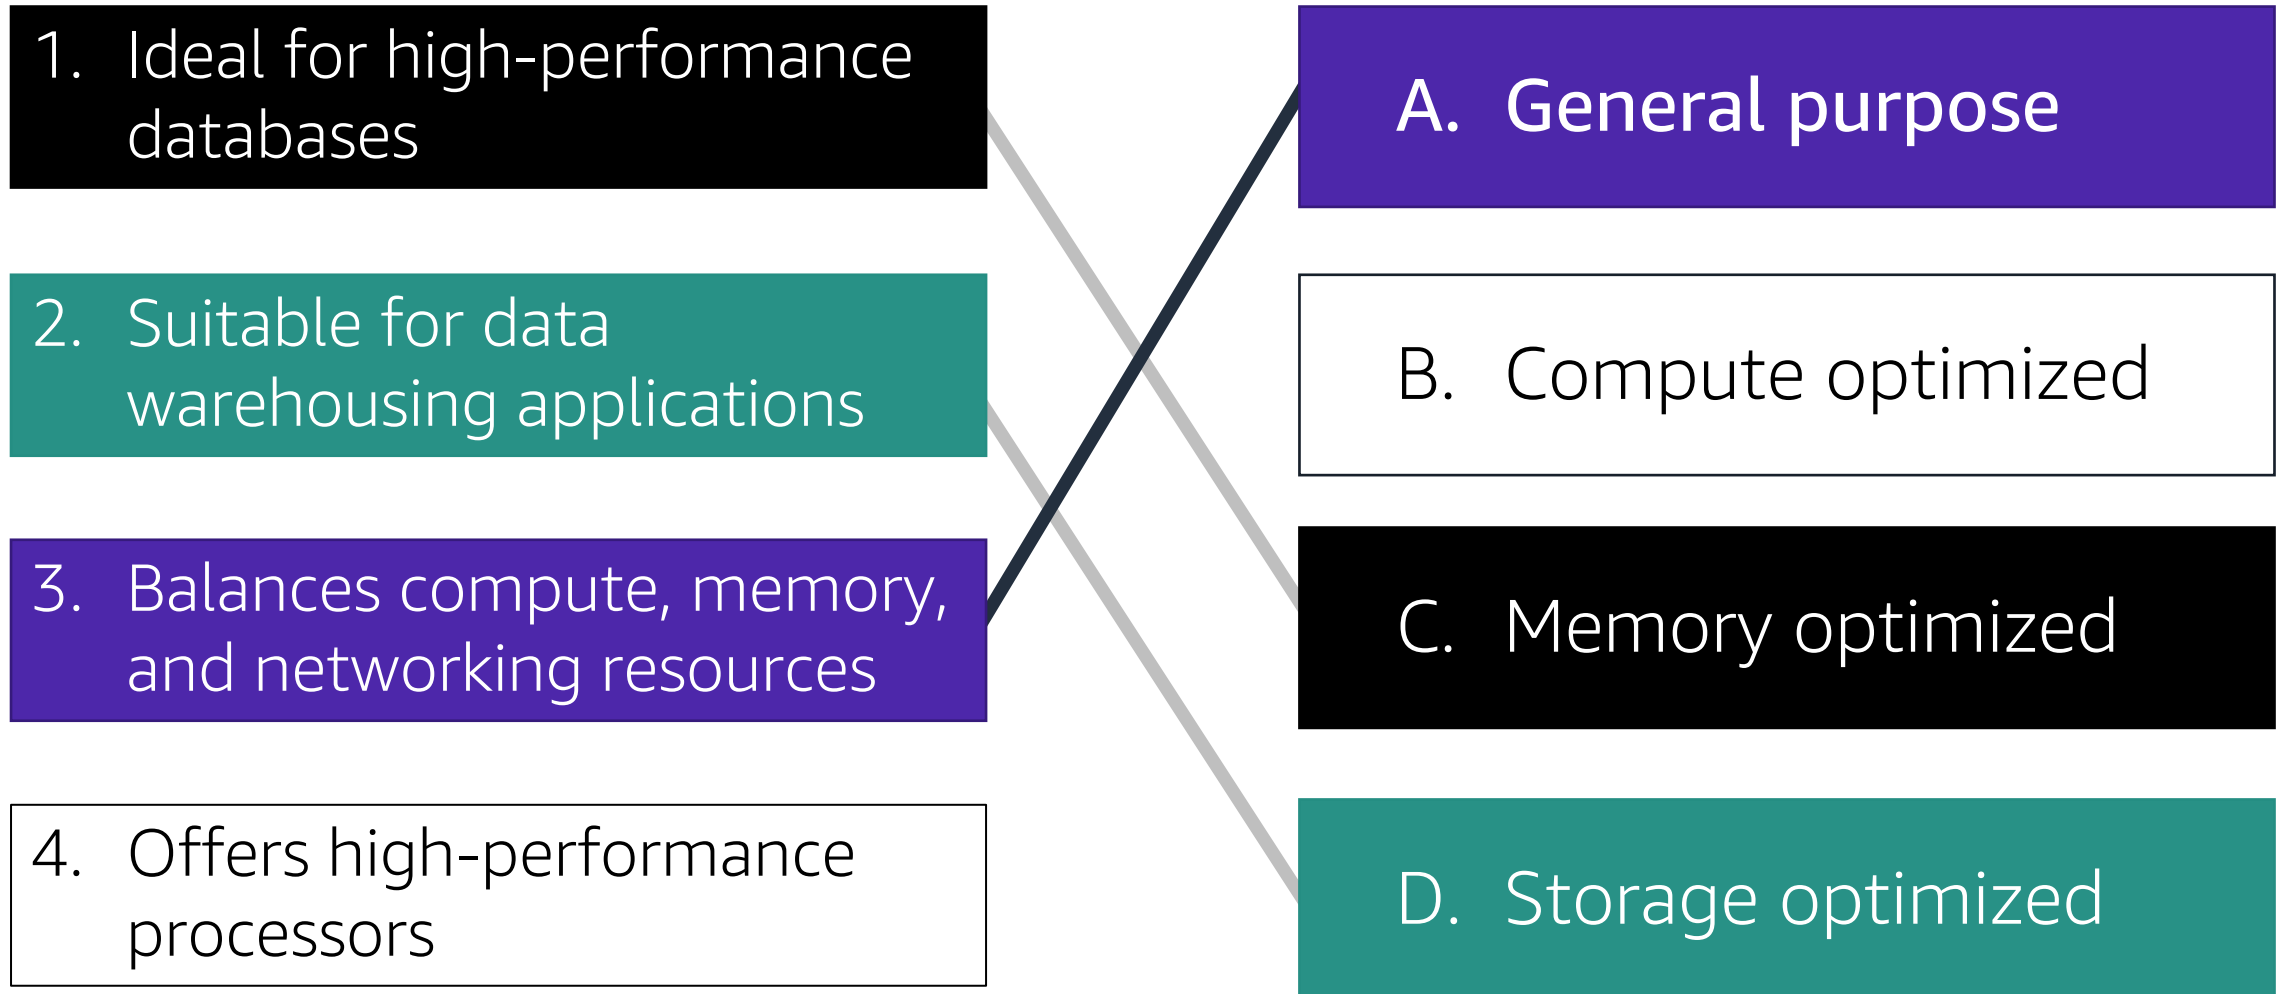 1. Ideal for high-performance
databases
2. Suitable for data
warehousing applications
3. Balances compute, memory,
and networking resources
4. Offers high-performance
processors
A. General purpose
B. Compute optimized
C. Memory optimized
D. Storage optimized